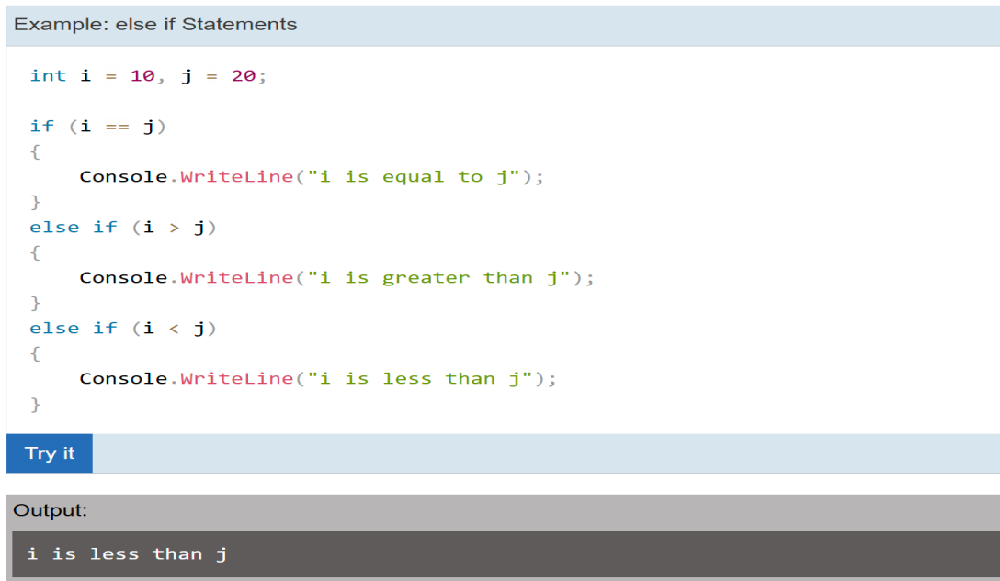 Example: else if Statements
int i = 10, j = 20;
if (i == j)
{
    Console.WriteLine("i is equal to j");
}
else if (i > j)
{
    Console.WriteLine("i is greater than j");
}
else if (i < j)
{
    Console.WriteLine("i is less than j");
}
Try it
Output:
i is less than j